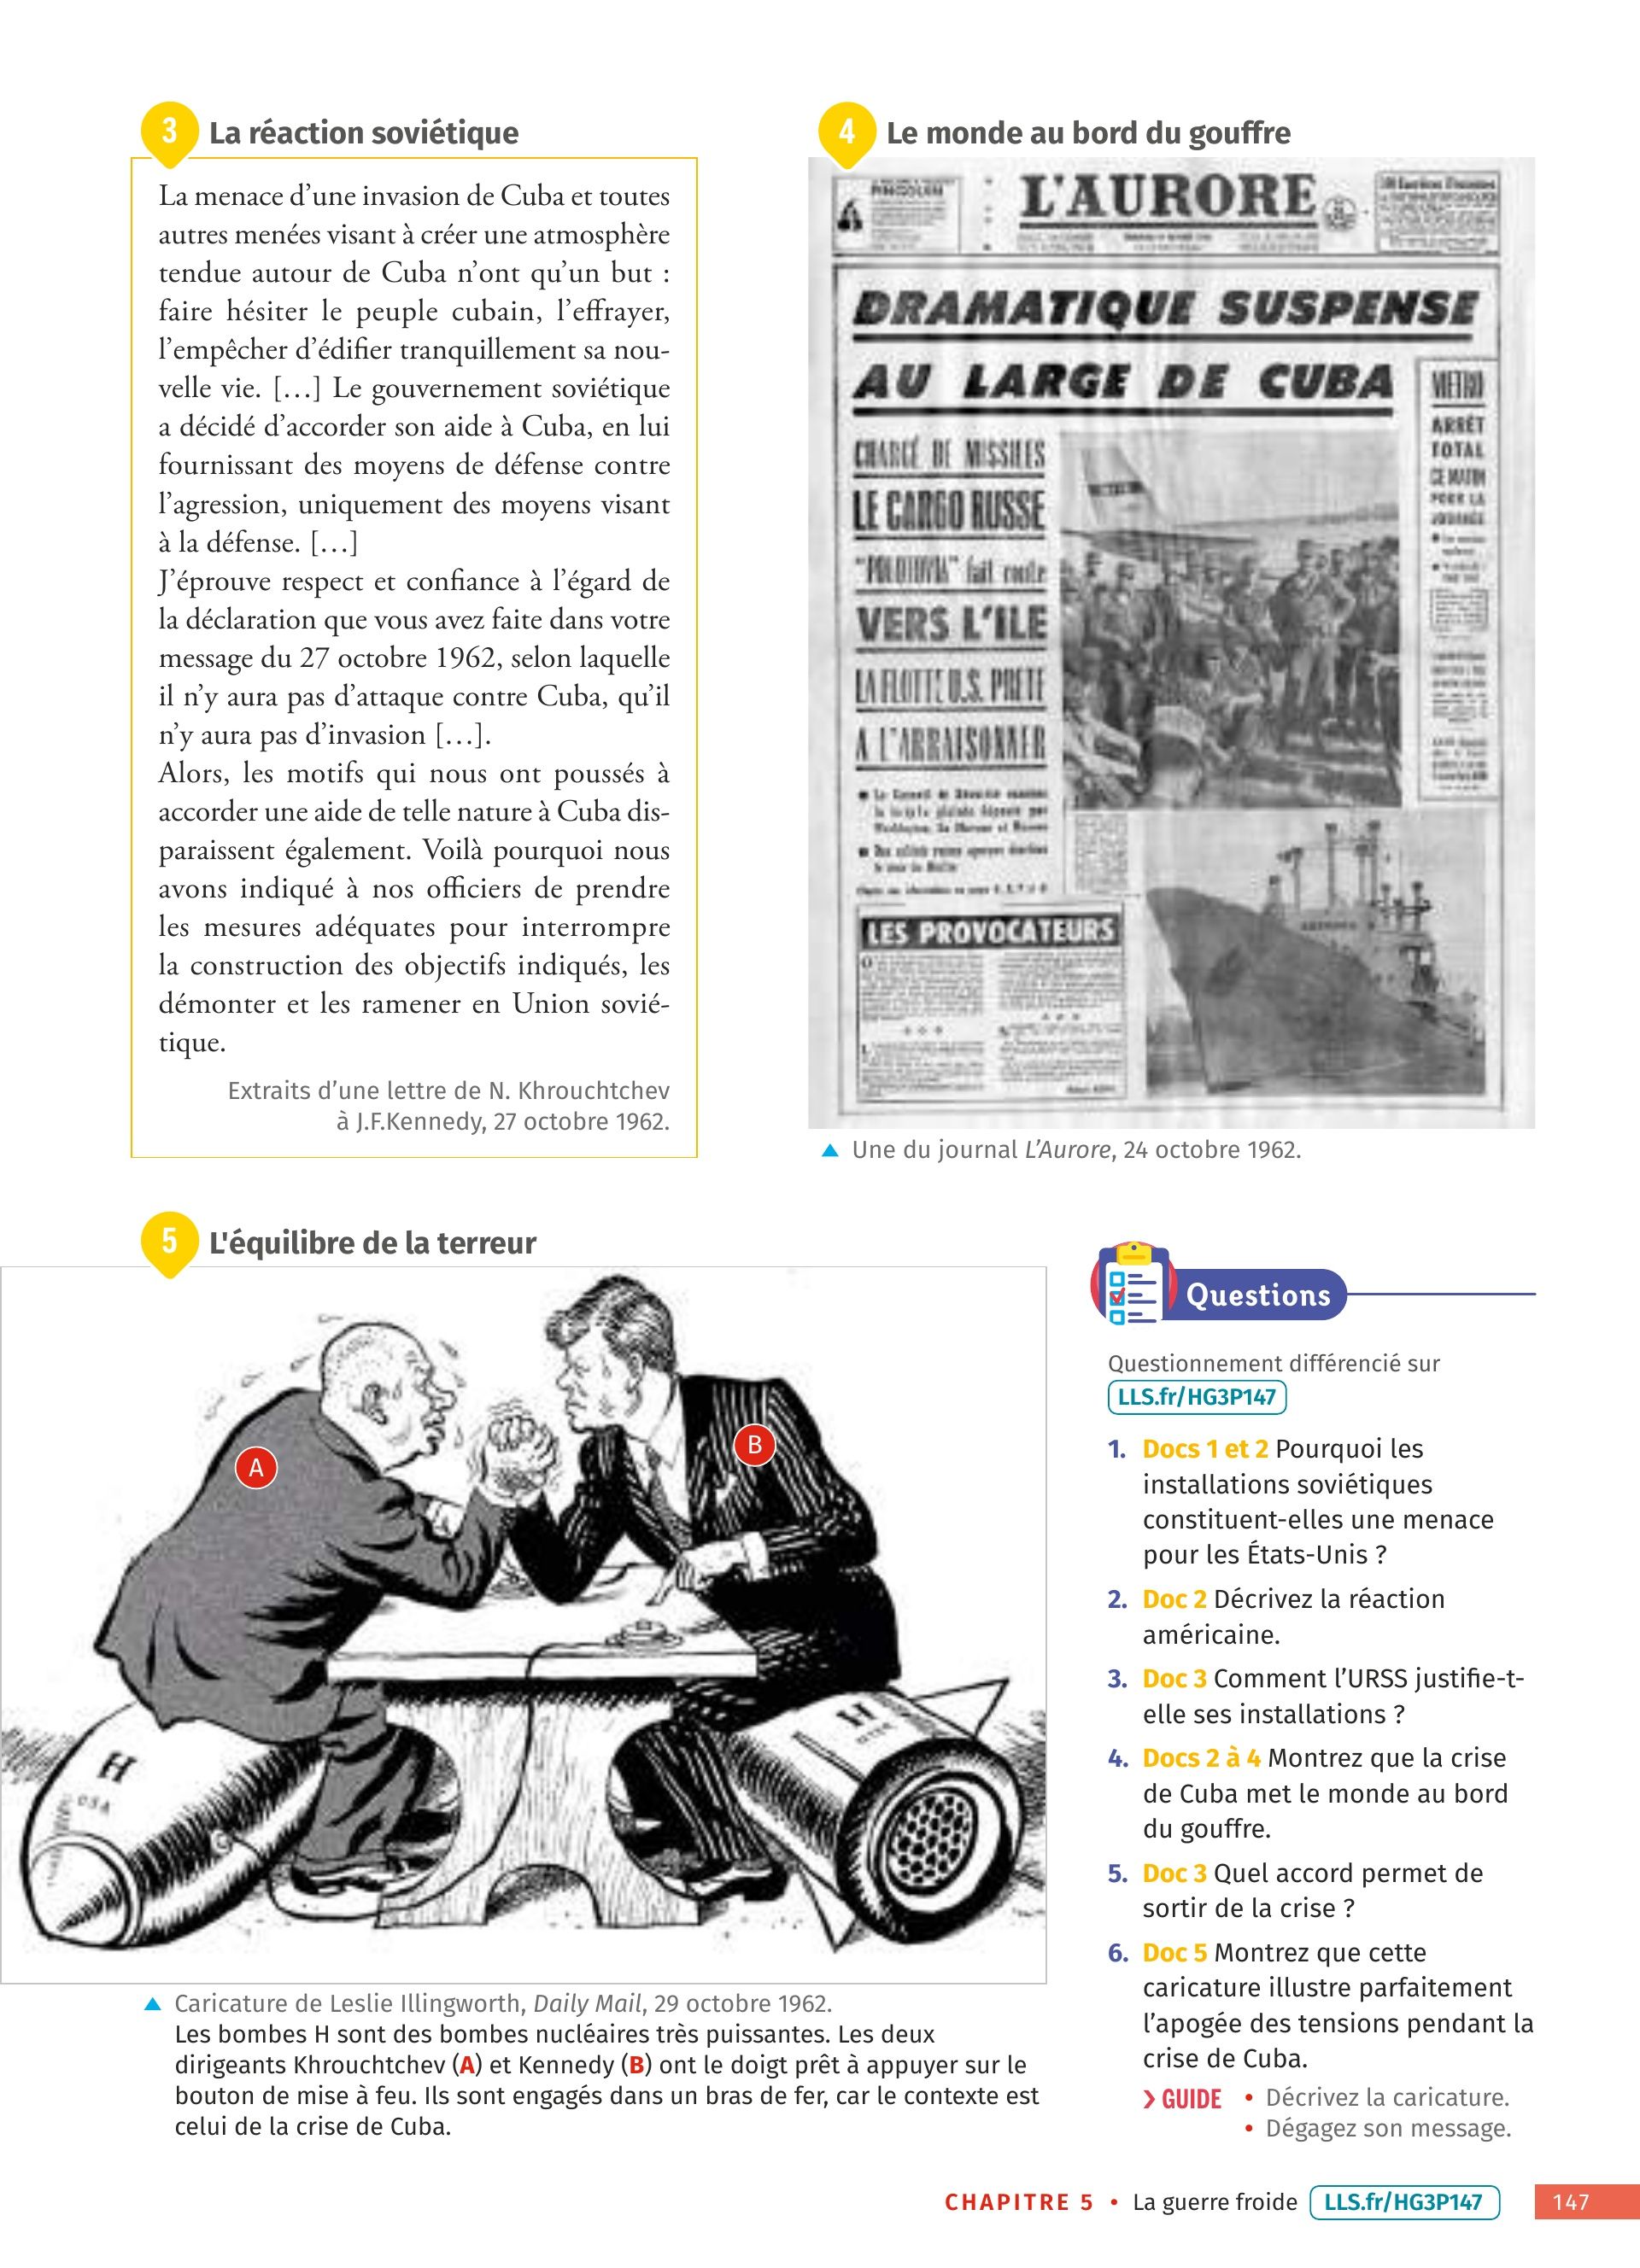 3 La réaction soviétique
La menace d’une invasion de Cuba et toutes
autres menées visant à créer une atmosphère
tendue autour de Cuba n’ont qu’un but :
faire hésiter le peuple cubain, l’effrayer,
l’empêcher d’édifier tranquillement sa nou-
velle vie. […] Le gouvernement soviétique
a décidé d’accorder son aide à Cuba, en lui
fournissant des moyens de défense contre
l’agression, uniquement des moyens visant
à la défense. […]
J’éprouve respect et confiance à l’égard de
la déclaration que vous avez faite dans votre
message du 27 octobre 1962, selon laquelle
il n’y aura pas d’attaque contre Cuba, qu’il
n’y aura pas d’invasion […].
Alors, les motifs qui nous ont poussés à
accorder une aide de telle nature à Cuba dis-
paraissent également. Voilà pourquoi nous
avons indiqué à nos officiers de prendre
les mesures adéquates pour interrompre
la construction des objectifs indiqués, les
démonter et les ramener en Union sovié-
tique.
Extraits d’une lettre de N. Khrouchtchev
à J.F.Kennedy, 27 octobre 1962.
4 Le monde au bord du gouffre
L'AURORE
DRAMATIQUE SUSPENSE
AU LARGE DE CUBA
CHARGÉ DE MISSILES
LE CARGO RUSSE
fait route
VERS L'ILE
LA FLOTTE U.S. PRETE
A L'ARRAISONNER
METRO
ARRÊT
TOTAL
CE MATIN
POUR LA
JOURNÉE
LES PROVOCATEURS
Une du journal L’Aurore, 24 octobre 1962.
5 L'équilibre de la terreur
A
B
H
H
Caricature de Leslie Illingworth, Daily Mail, 29 octobre 1962.
Les bombes H sont des bombes nucléaires très puissantes. Les deux
dirigeants Khrouchtchev (A) et Kennedy (B) ont le doigt prêt à appuyer sur le
bouton de mise à feu. Ils sont engagés dans un bras de fer, car le contexte est
celui de la crise de Cuba.
Questions
Questionnement différencié sur
LLS.fr/HG3P147
1. Docs 1 et 2 Pourquoi les
installations soviétiques
constituent-elles une menace
pour les États-Unis ?
2. Doc 2 Décrivez la réaction
américaine.
3. Doc 3 Comment l’URSS justifie-t-
elle ses installations ?
4. Docs 2 à 4 Montrez que la crise
de Cuba met le monde au bord
du gouffre.
5. Doc 3 Quel accord permet de
sortir de la crise ?
6. Doc 5 Montrez que cette
caricature illustre parfaitement
l’apogée des tensions pendant la
crise de Cuba.
GUIDE • Décrivez la caricature.
• Dégagez son message.
CHAPITRE 5 • La guerre froide LLS.fr/HG3P147 147